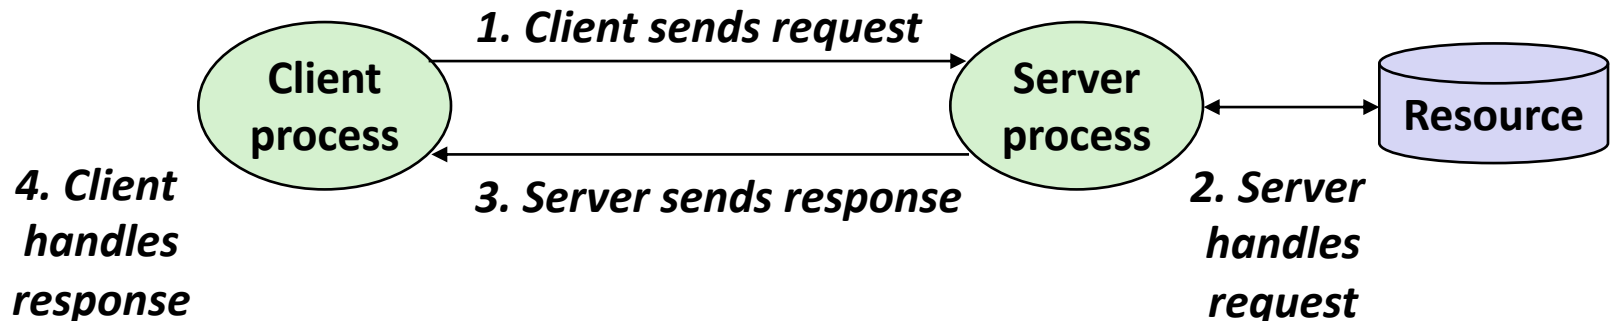 1. Client sends request
Client
process
Server
process
Resource
3. Server sends response
4. Client
handles
response
2. Server
handles
request